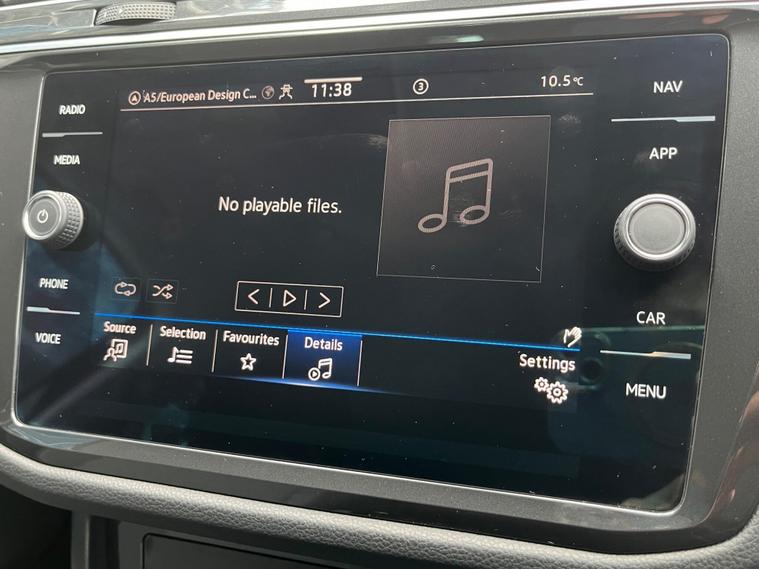 RADIO
MEDIA
PHONE
VOICE
A5/European Design C...
11:38
3
10.5°C
No playable files.
Source
Selection
Favourites
Details
Settings
NAV
APP
CAR
MENU